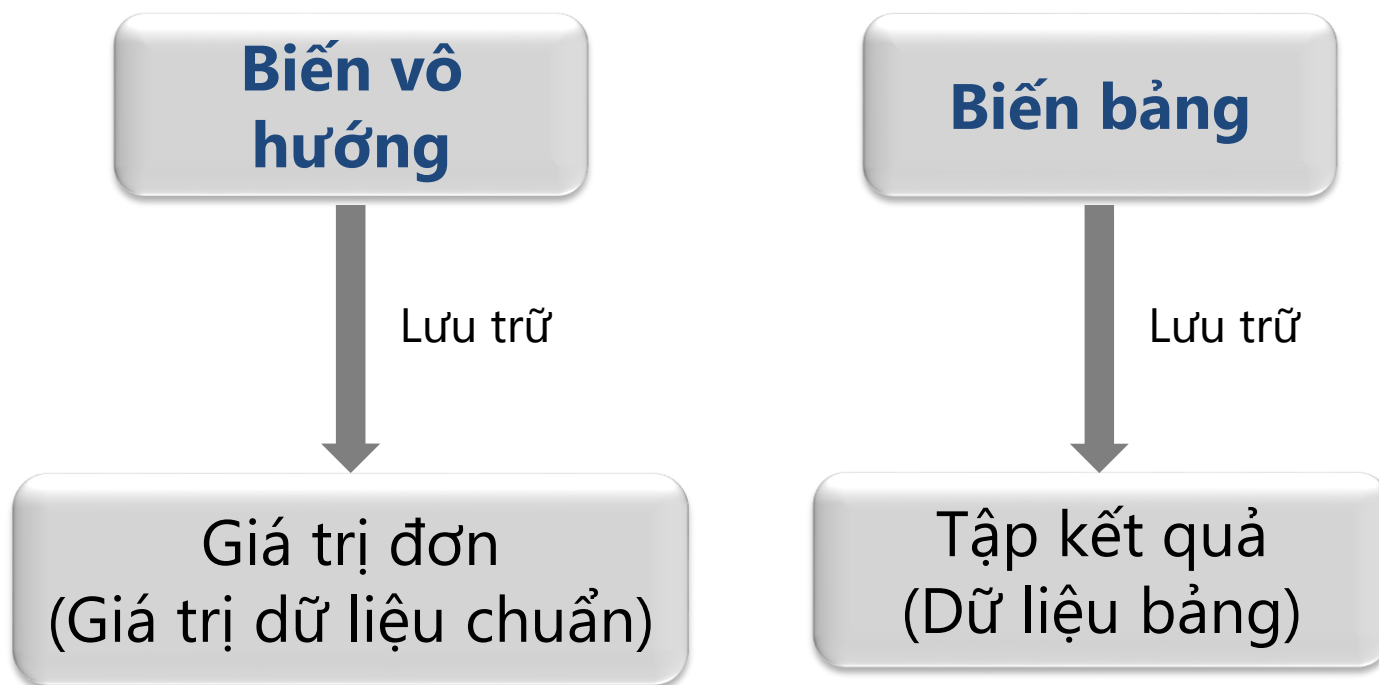 Biến vô
hướng
Lưu trữ
Giá trị đơn
(Giá trị dữ liệu chuẩn)
Biến bảng
Lưu trữ
Tập kết quả
(Dữ liệu bảng)